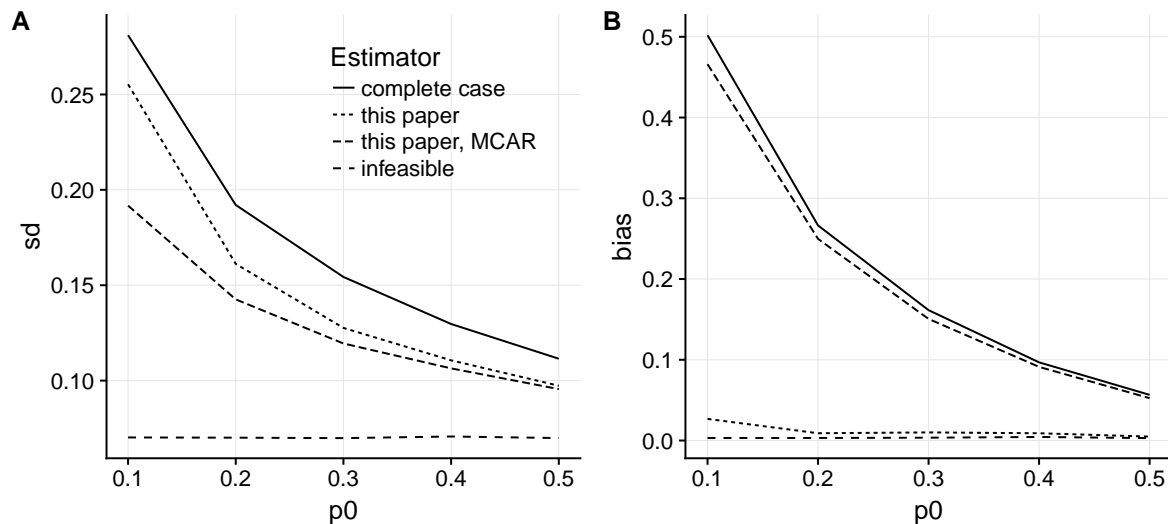 A
B
Estimator
complete case
this paper
this paper, MCAR
infeasible
sd
0.25
0.20
0.15
0.10
0.1 0.2 0.3 0.4 0.5
p0
bias
0.5
0.4
0.3
0.2
0.1
0.0
0.1 0.2 0.3 0.4 0.5
p0